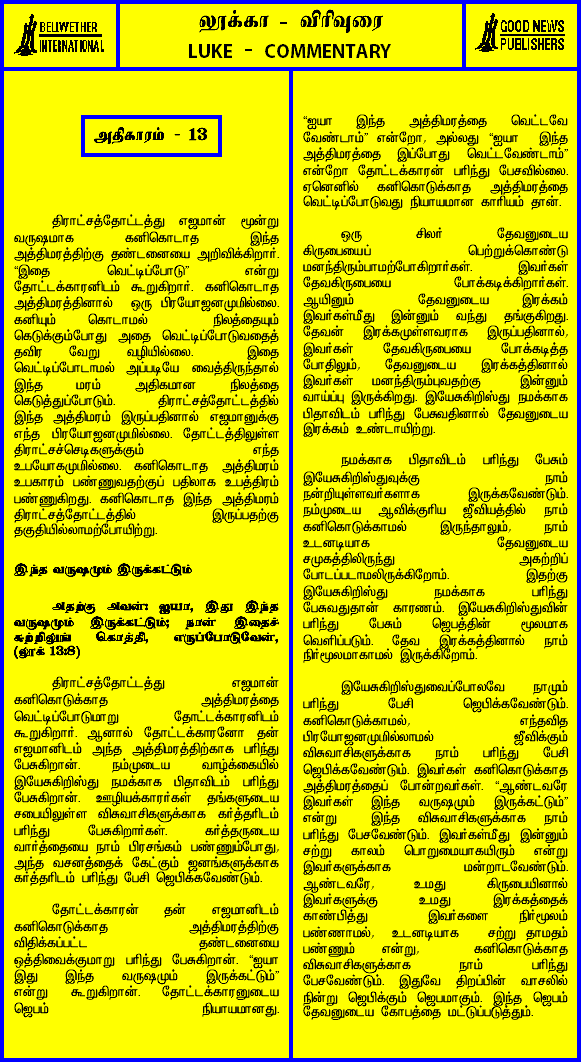 BELIWETHER
INTERNATIONAL
லூக்கா - விரிவுரை
LUKE - COMMENTARY
GOOD NEWS
PUBLISHERS
அதிகாரம் - 13
திராட்சத்தோட்டத்து எஜமான் மூன்று
வருஷமாக கனிகொடாத இந்த
அத்திமரத்திற்கு தண்டனையை அறிவிக்கிறார்.
“இதை வெட்டிப்போடு” என்று
தோட்டக்காரனிடம் கூறுகிறார். கனிகொடாத
அத்திமரத்தினால் ஒரு பிரயோஜனமுமில்லை.
கனியும் கொடாமல் நிலத்தையும்
கெடுக்கும்போது அதை வெட்டிப்போடுவதைத்
தவிர வேறு வழியில்லை. இதை
வெட்டிப்போடாமல் அப்படியே வைத்திருந்தால்
இந்த மரம் அதிகமான நிலத்தை
கெடுத்துப்போடும். திராட்சத்தோட்டத்தில்
இந்த அத்திமரம் இருப்பதினால் எஜமானுக்கு
எந்த பிரயோஜனமுமில்லை. தோட்டத்திலுள்ள
திராட்சச்செடிகளுக்கும் எந்த
உபயோகமுமில்லை. கனிகொடாத அத்திமரம்
உபகாரம் பண்ணுவதற்குப் பதிலாக உபத்திரம்
பண்ணுகிறது. கனிகொடாத இந்த அத்திமரம்
திராட்சத்தோட்டத்தில் இருப்பதற்கு
தகுதியில்லாமற்போயிற்று.
இந்த வருஷமும் இருக்கட்டும்
அதற்கு அவன்: ஐயா, இது இந்த
வருஷமும் இருக்கட்டும்; நான் இதைச்
சுற்றிலுங் கொத்தி, எருப்போடுவேன்,
(லூக் 13:8)
திராட்சத்தோட்டத்து எஜமான்
கனிகொடுக்காத அத்திமரத்தை
வெட்டிப்போடுமாறு தோட்டக்காரனிடம்
கூறுகிறார். ஆனால் தோட்டக்காரனோ தன்
எஜமானிடம் அந்த அத்திமரத்திற்காக பரிந்து
பேசுகிறான். நம்முடைய வாழ்க்கையில்
இயேசுகிறிஸ்து நமக்காக பிதாவிடம் பரிந்து
பேசுகிறான். ஊழியக்காரர்கள் தங்களுடைய
சபையிலுள்ள விசுவாசிகளுக்காக கர்த்தரிடம்
பரிந்து பேசுகிறார்கள். கர்த்தருடைய
வார்த்தையை நாம் பிரசங்கம் பண்ணும்போது,
அந்த வசனத்தைக் கேட்கும் ஜனங்களுக்காக
கர்த்தரிடம் பரிந்து பேசி ஜெபிக்கவேண்டும்.
தோட்டக்காரன் தன் எஜமானிடம்
கனிகொடுக்காத அத்திமரத்திற்கு
விதிக்கப்பட்ட தண்டனையை
ஒத்திவைக்குமாறு பரிந்து பேசுகிறான். “ஐயா
இது இந்த வருஷமும் இருக்கட்டும்”
என்று கூறுகிறான். தோட்டக்காரனுடைய
ஜெபம் நியாயமானது.
“ஐயா இந்த அத்திமரத்தை வெட்டவே
வேண்டாம்” என்றோ, அல்லது “ஐயா இந்த
அத்திமரத்தை இப்போது வெட்டவேண்டாம்”
என்றோ தோட்டக்காரன் பரிந்து பேசவில்லை.
ஏனெனில் கனிகொடுக்காத அத்திமரத்தை
வெட்டிப்போடுவது நியாயமான காரியம் தான்.
ஒரு சிலர் தேவனுடைய
கிருபையைப் பெற்றுக்கொண்டு
மனந்திரும்பாமற்போகிறார்கள். இவர்கள்
தேவகிருபையை போக்கடிக்கிறார்கள்.
ஆயினும் தேவனுடைய இரக்கம்
இவர்கள்மீது இன்னும் வந்து தங்குகிறது.
தேவன் இரக்கமுள்ளவராக இருப்பதினால்,
இவர்கள் தேவகிருபையை போக்கடித்த
போதிலும், தேவனுடைய இரக்கத்தினால்
இவர்கள் மனந்திரும்புவதற்கு இன்னும்
வாய்ப்பு இருக்கிறது. இயேசுகிறிஸ்து நமக்காக
பிதாவிடம் பரிந்து பேசுவதினால் தேவனுடைய
இரக்கம் உண்டாயிற்று.
நமக்காக பிதாவிடம் பரிந்து பேசும்
இயேசுகிறிஸ்துவுக்கு நாம்
நன்றியுள்ளவர்களாக இருக்கவேண்டும்.
நம்முடைய ஆவிக்குரிய ஜீவியத்தில் நாம்
கனிகொடுக்காமல் இருந்தாலும், நாம்
உடனடியாக தேவனுடைய
சமுகத்திலிருந்து அகற்றிப்
போடப்படாமலிருக்கிறோம். இதற்கு
இயேசுகிறிஸ்து நமக்காக பரிந்து
பேசுவதுதான் காரணம். இயேசுகிறிஸ்துவின்
பரிந்து பேசும் ஜெபத்தின் மூலமாக
வெளிப்படும். தேவ இரக்கத்தினால் நாம்
நிர்மூலமாகாமல் இருக்கிறோம்.
இயேசுகிறிஸ்துவைப்போலவே நாமும்
பரிந்து பேசி ஜெபிக்கவேண்டும்.
கனிகொடுக்காமல், எந்தவித
பிரயோஜனமுமில்லாமல் ஜீவிக்கும்
விசுவாசிகளுக்காக நாம் பரிந்து பேசி
ஜெபிக்கவேண்டும். இவர்கள் கனிகொடுக்காத
அத்திமரத்தைப் போன்றவர்கள். “ஆண்டவரே
இவர்கள் இந்த வருஷமும் இருக்கட்டும்”
என்று இந்த விசுவாசிகளுக்காக நாம்
பரிந்து பேசவேண்டும். இவர்கள்மீது இன்னும்
சற்று காலம் பொறுமையாகயிரும் என்று
இவர்களுக்காக மன்றாடவேண்டும்.
ஆண்டவரே, உமது கிருபையினால்
இவர்களுக்கு உமது இரக்கத்தைக்
காண்பித்து இவர்களை நிர்மூலம்
பண்ணாமல், உடனடியாக சற்று தாமதம்
பண்ணும் என்று, கனிகொடுக்காத
விசுவாசிகளுக்காக நாம் பரிந்து
பேசவேண்டும். இதுவே திறப்பின் வாசலில்
நின்று ஜெபிக்கும் ஜெபமாகும். இந்த ஜெபம்
தேவனுடைய கோபத்தை மட்டுப்படுத்தும்.